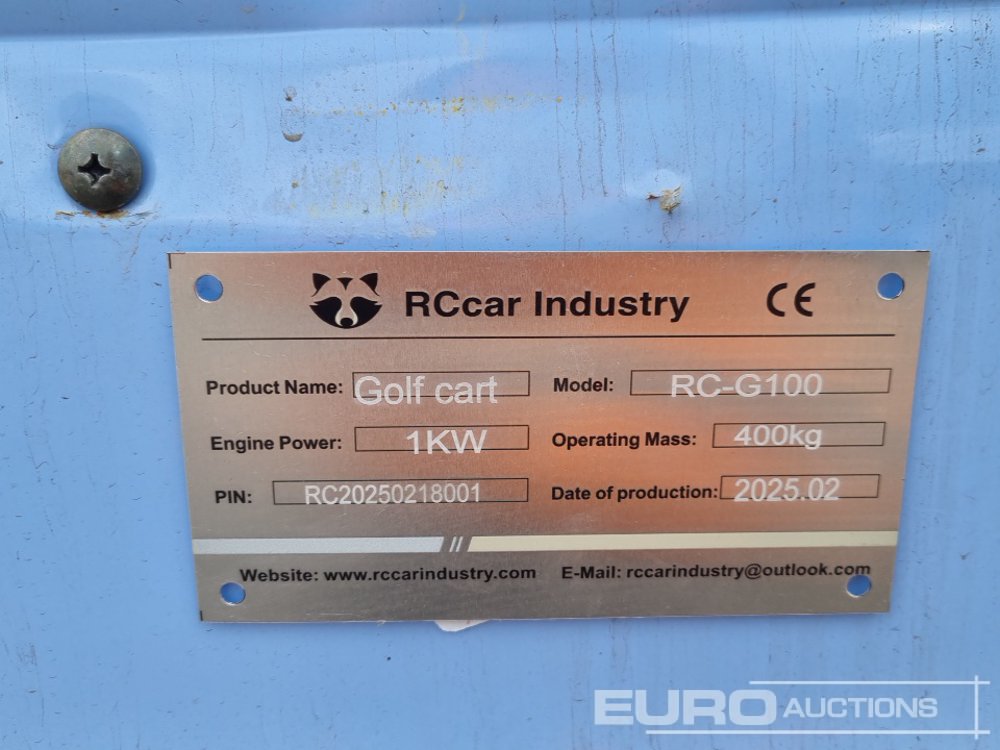 RCcar Industry CE
Product Name: Golf cart Model: RC-G100
Engine Power: 1KW Operating Mass: 400kg
PIN: RC20250218001 Date of production: 2025.02
Website: www.rccarindustry.com E-Mail: rccarindustry@outlook.com
EURO AUCTIONS